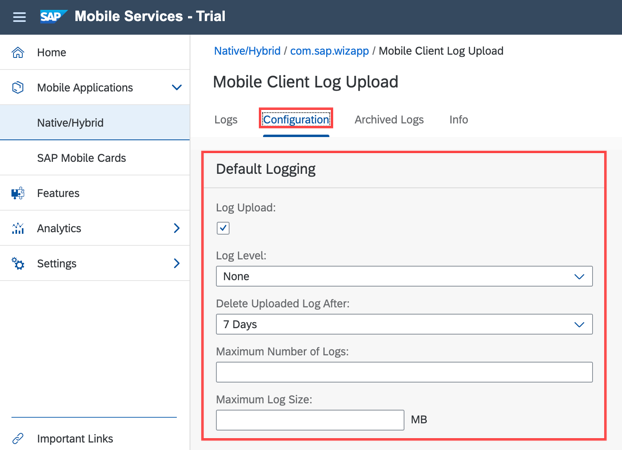 SAP Mobile Services - Trial
Home
Mobile Applications
Native/Hybrid
SAP Mobile Cards
Features
Analytics
Settings
Important Links
Native/Hybrid / com.sap.wizapp / Mobile Client Log Upload
Mobile Client Log Upload
Logs Configuration Archived Logs Info
Default Logging
Log Upload:
Log Level:
None
Delete Uploaded Log After:
7 Days
Maximum Number of Logs:
Maximum Log Size:
MB